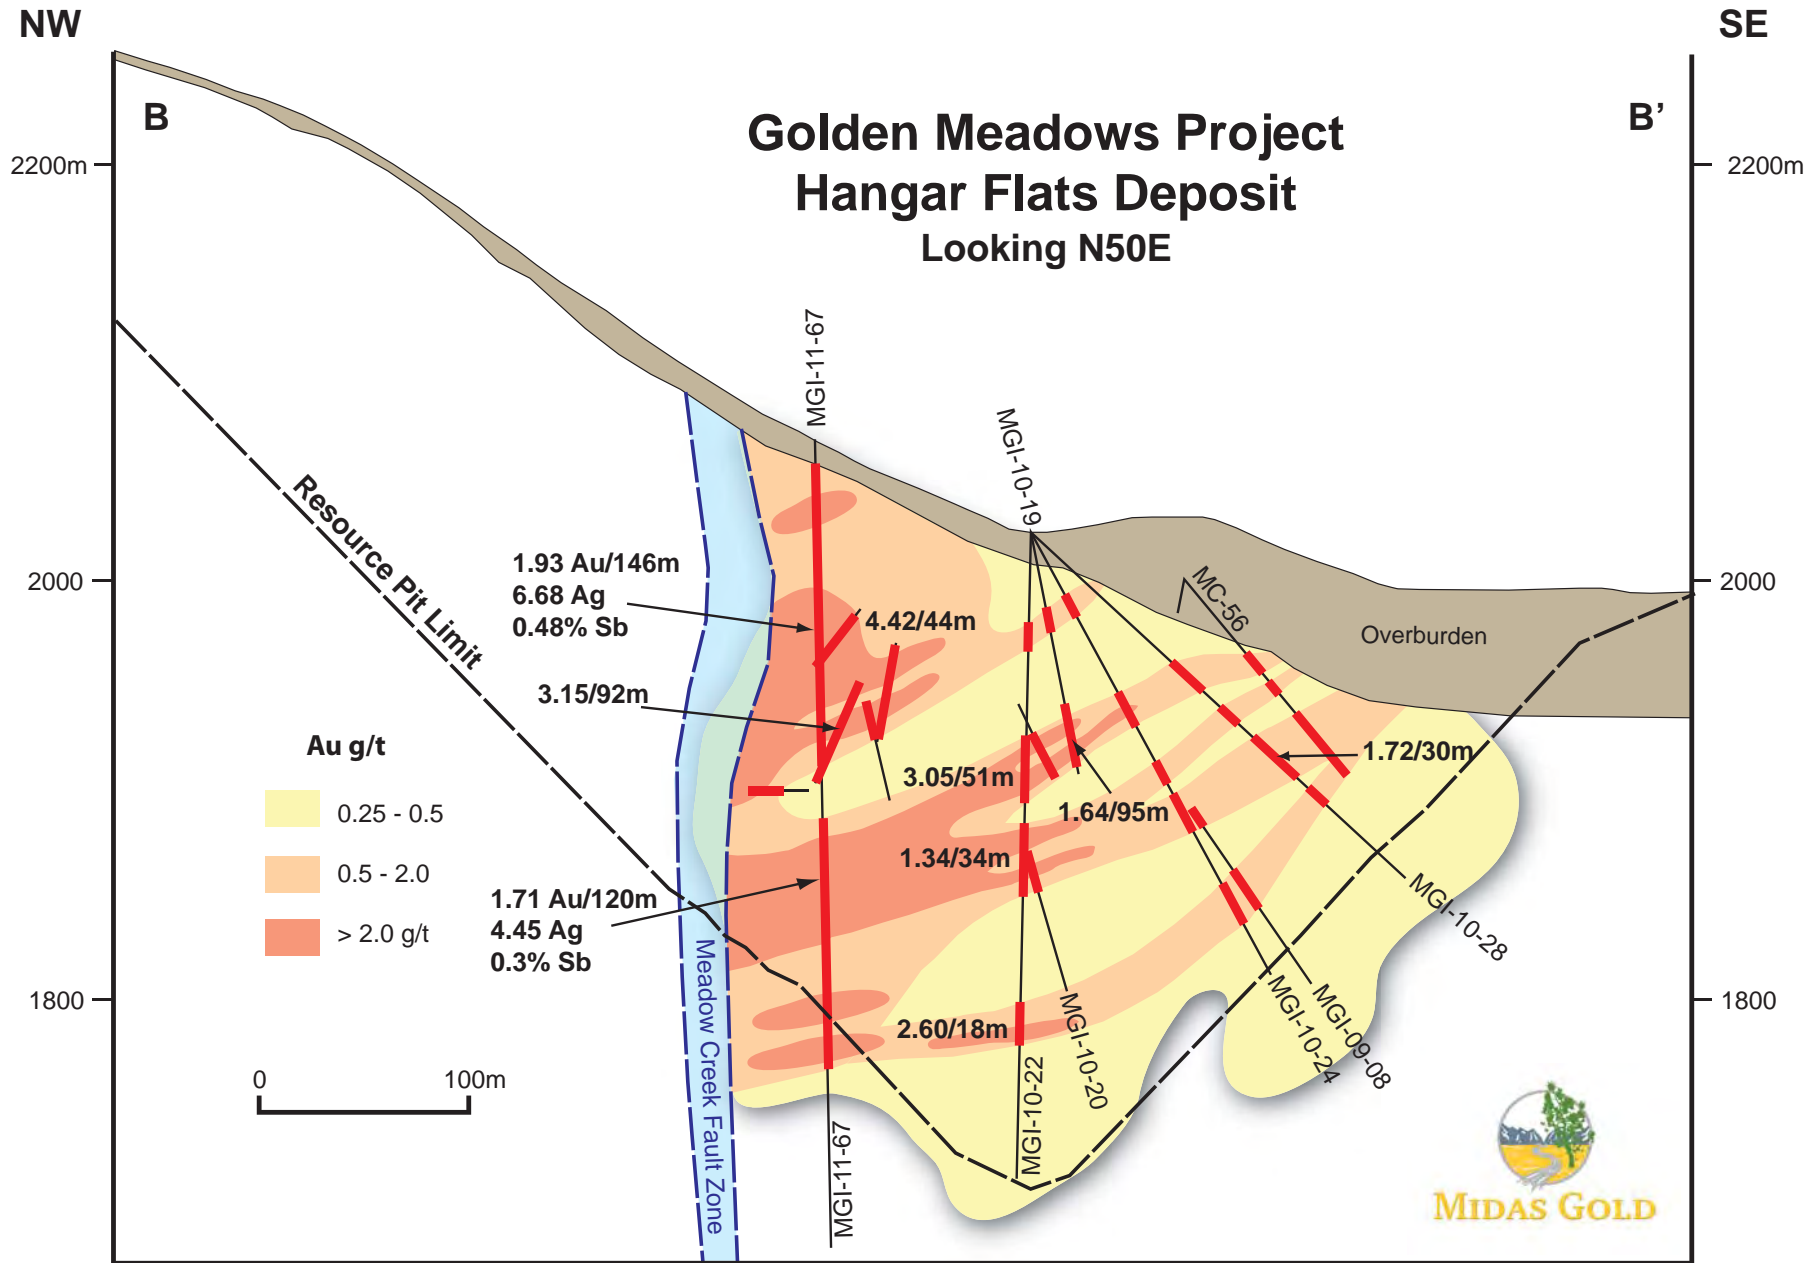 NW
SE
B
B’
Golden Meadows Project
Hangar Flats Deposit
Looking N50E
2200m
2200m
2000
2000
1800
1800
MGI-11-67
MGI-10-19
MC-56
Overburden
Resource Pit Limit
1.93 Au/146m
6.68 Ag
0.48% Sb
4.42/44m
3.15/92m
Au g/t
0.25 - 0.5
0.5 - 2.0
> 2.0 g/t
3.05/51m
1.72/30m
1.64/95m
1.34/34m
1.71 Au/120m
4.45 Ag
0.3% Sb
2.60/18m
MGI-10-28
MGI-09-08
MGI-10-24
MGI-10-20
MGI-10-22
MGI-11-67
Meadow Creek Fault Zone
0
100m
MIDAS GOLD